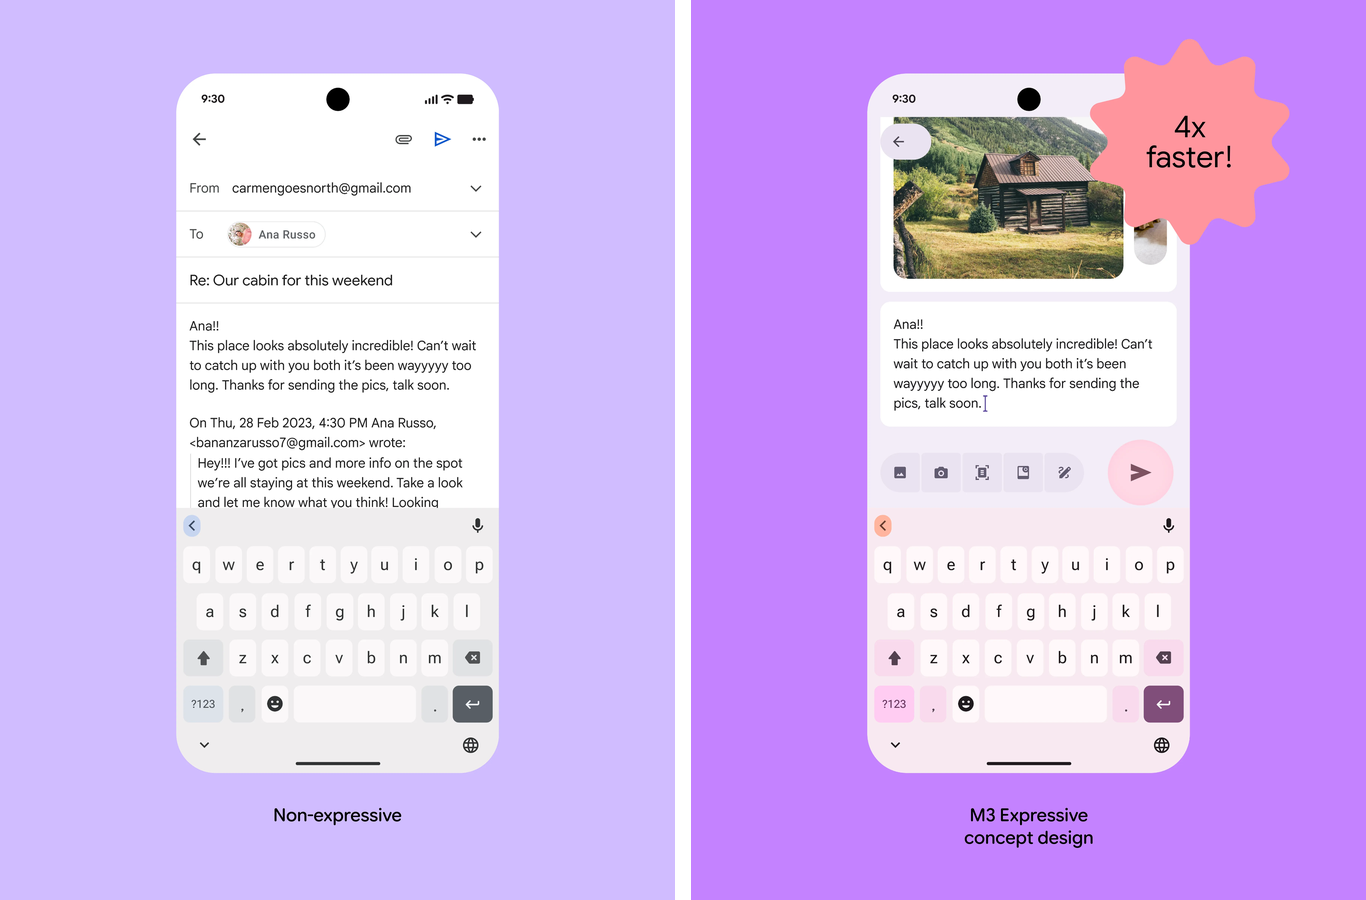 9:30
From carmengoesnorth@gmail.com
To Ana Russo
Re: Our cabin for this weekend
Ana!!
This place looks absolutely incredible! Can’t wait
to catch up with you both it’s been wayyyyy too
long. Thanks for sending the pics, talk soon.
On Thu, 28 Feb 2023, 4:30 PM Ana Russo,
<bananzarusso7@gmail.com> wrote:
Hey!!! I’ve got pics and more info on the spot
we’re all staying at this weekend. Take a look
and let me know what you think! Looking
q w e r t y u i o p
a s d f g h j k l
z x c v b n m
?123 , .
Non-expressive
9:30
4x
faster!
Ana!!
This place looks absolutely incredible! Can’t
wait to catch up with you both it’s been
wayyyyy too long. Thanks for sending the
pics, talk soon.
q w e r t y u i o p
a s d f g h j k l
z x c v b n m
?123 , .
M3 Expressive
concept design